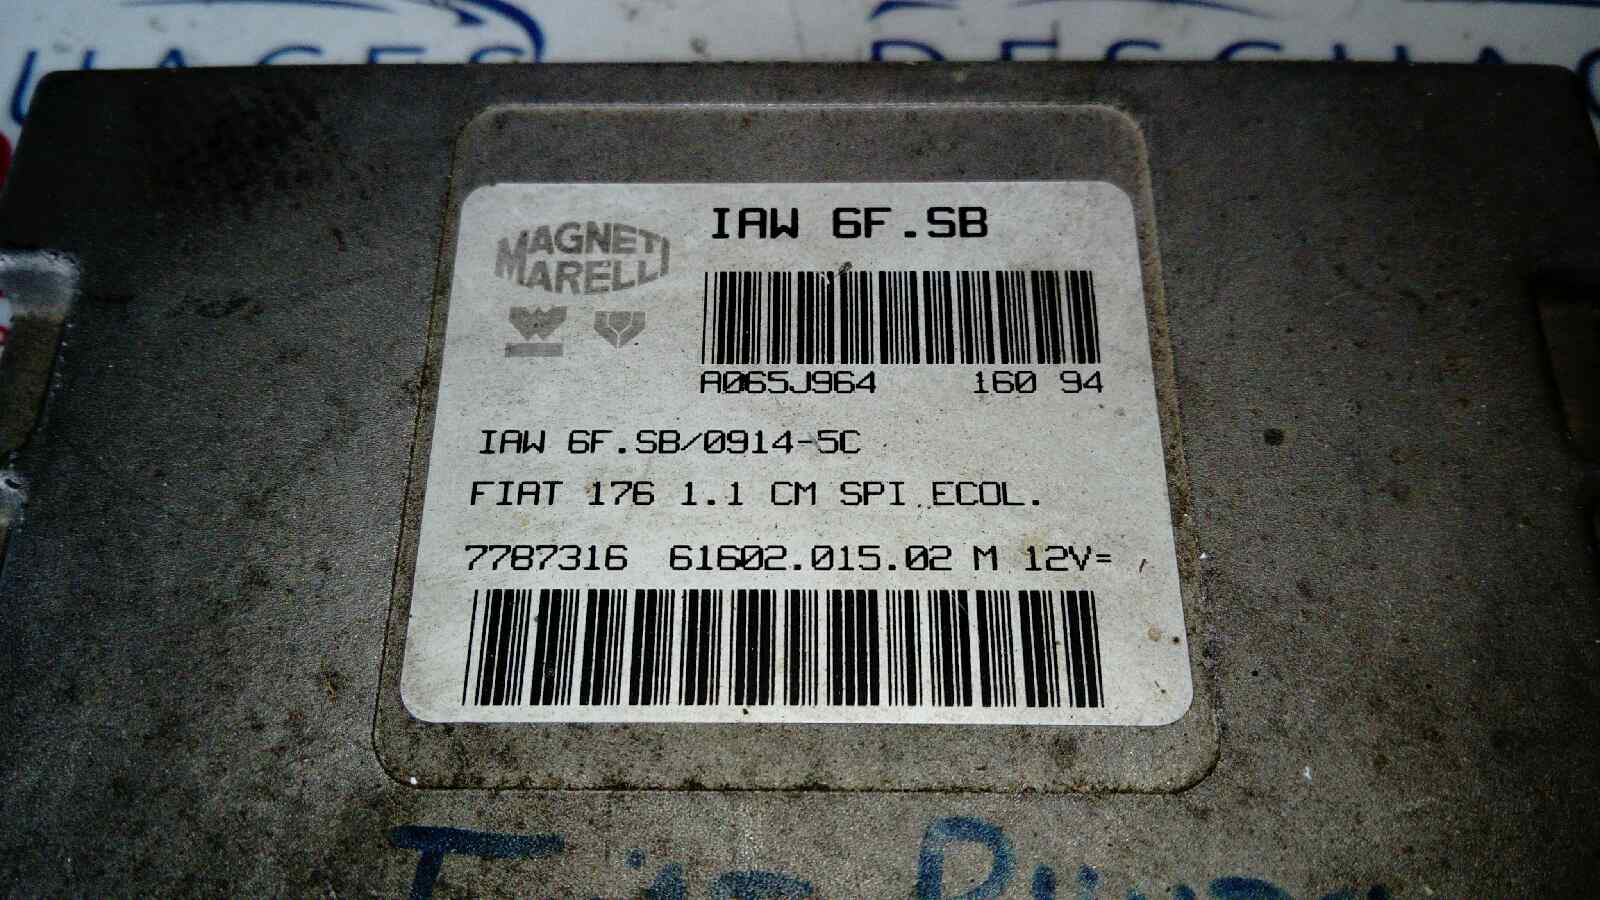 IAW 6F.SB
MAGNETI
MARELLI
A065J964 160 94
IAW 6F.SB/0914-5C
FIAT 176 1.1 CM SPI ECOL.
7787316 61602.015.02 M 12V=